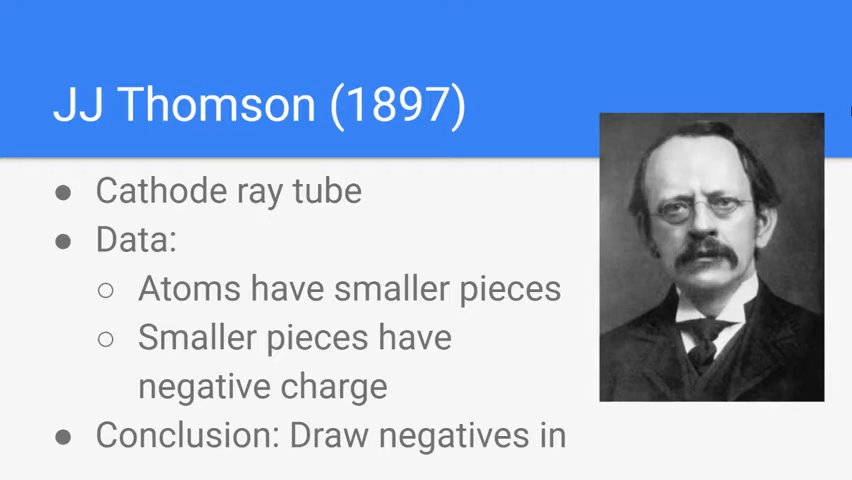 JJ Thomson (1897)
● Cathode ray tube
● Data:
○ Atoms have smaller pieces
○ Smaller pieces have
negative charge
● Conclusion: Draw negatives in